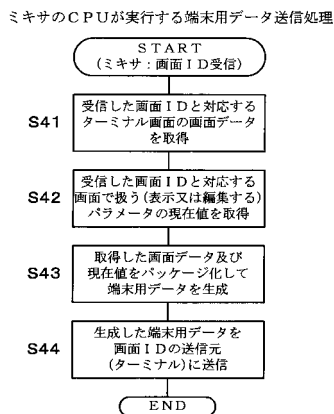 ミキサのCPUが実行する端末用データ送信処理
START
(ミキサ：画面ID受信)
S41
受信した画面IDと対応する
ターミナル画面の画面データ
を取得
S42
受信した画面IDと対応する
画面で扱う(表示又は編集する)
パラメータの現在値を取得
S43
取得した画面データ及び
現在値をパッケージ化して
端末用データを生成
S44
生成した端末用データを
画面IDの送信元
(ターミナル)に送信
END